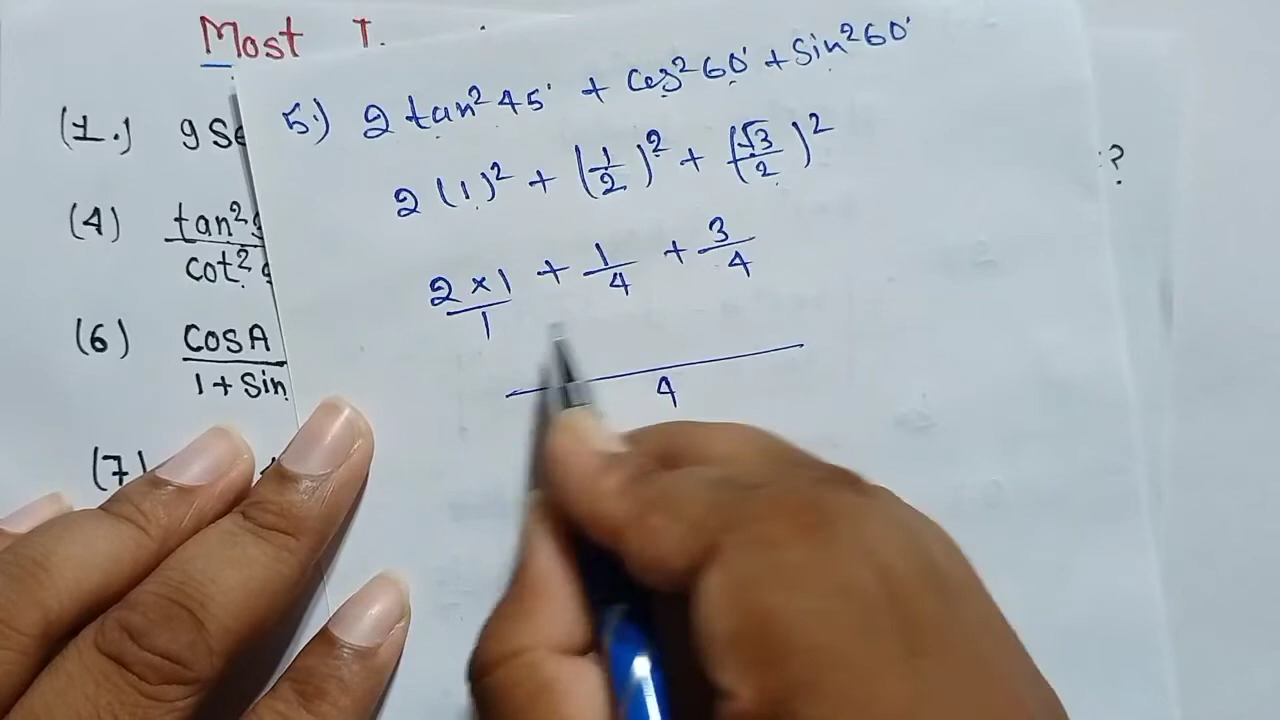 Most I.
(1.) 9 Se
(4) tan²
cot²
(6) COSA
1 + Sin
(7)
?
5.) 2 tan² 45° + Cos² 60° + Sin² 60°
2 (1)² + (1/2)² + (√3/2)²
2 × 1/1 + 1/4 + 3/4
4